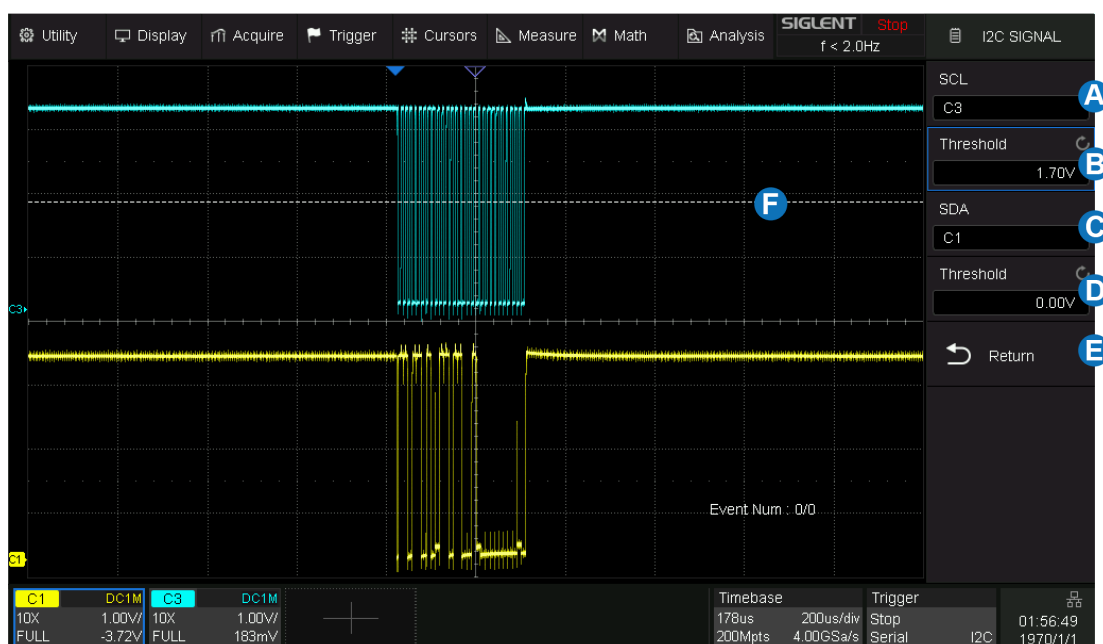 Utility Display Acquire Trigger Cursors Measure Math Analysis
SIGLENT Stop
f < 2.0Hz
I2C SIGNAL
SCL
A
C3
Threshold
B
1.70V
SDA
C
C1
Threshold
D
0.00V
Return
E
F
C3
Event Num : 0/0
C1
C1 DC1M
10X 1.00V/
FULL -3.72V
C3 DC1M
10X 1.00V/
FULL 183mV
Timebase
178us 200us/div
200Mpts 4.00GSa/s
Trigger
Stop
Serial I2C
01:56:49
1970/1/1